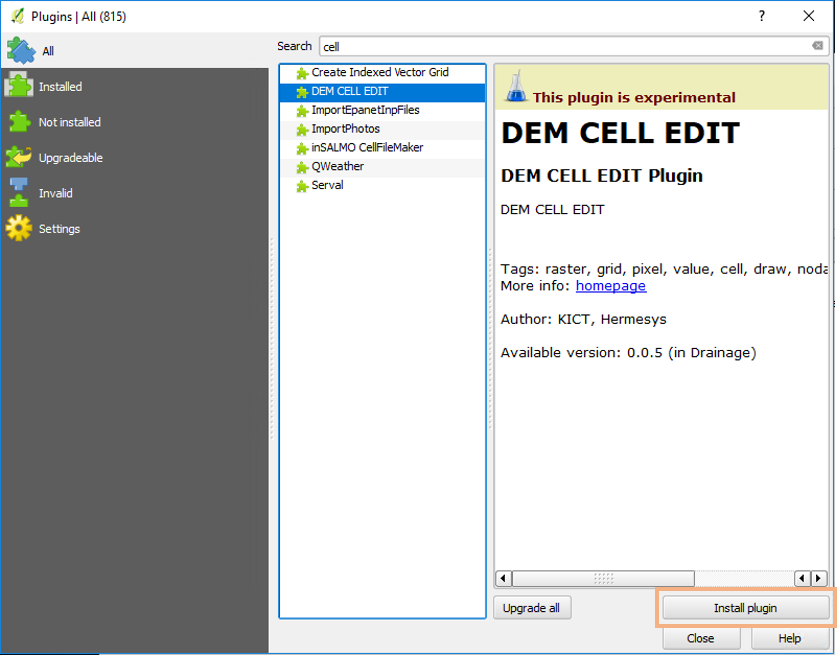 Plugins | All (815)
?
All
Installed
Not installed
Upgradeable
Invalid
Settings
Search
cell
Create Indexed Vector Grid
DEM CELL EDIT
ImportEpanetInpFiles
ImportPhotos
inSALMO CellFileMaker
QWeather
Serval
This plugin is experimental
DEM CELL EDIT
DEM CELL EDIT Plugin
DEM CELL EDIT
Tags: raster, grid, pixel, value, cell, draw, noda
More info: homepage
Author: KICT, Hermesys
Available version: 0.0.5 (in Drainage)
Upgrade all
Install plugin
Close
Help